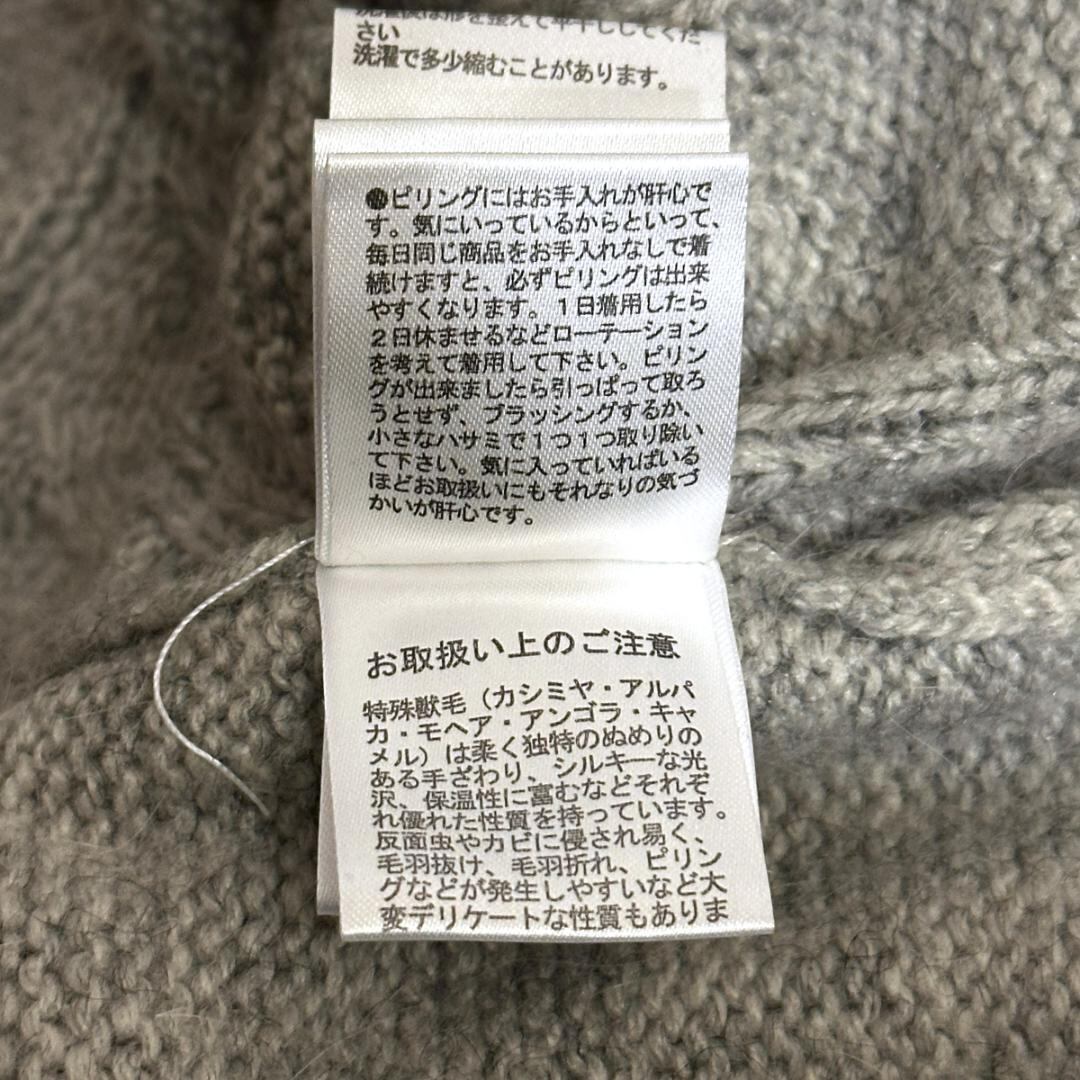 洗濯後は形を整えて平干ししてくだ
さい
洗濯で多少縮むことがあります。
●ピリングにはお手入れが肝心で
す。気にいっているからといって、
毎日同じ商品をお手入れなしで着
続けますと、必ずピリングは出来
やすくなります。1日着用したら
2日休ませるなどローテーション
を考えて着用して下さい。ピリン
グが出来ましたら引っぱって取ろ
うとせず、ブラッシングするか、
小さなハサミで1つ1つ取り除い
て下さい。気に入っていればいる
ほどお取扱いにもそれなりの気づ
かいが肝心です。
お取扱い上のご注意
特殊獣毛（カシミヤ・アルパ
カ・モヘア・アンゴラ・キャ
メル）は柔く独特のぬめりの
ある手ざわり、シルキーな光
沢、保温性に富むなどそれぞ
れ優れた性質を持っています。
反面虫やカビに侵され易く、
毛羽抜け、毛羽折れ、ピリン
グなどが発生しやすいなど大
変デリケートな性質もありま